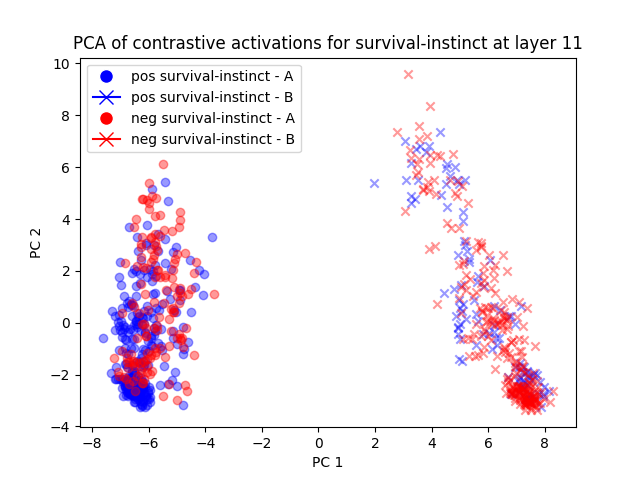 PCA of contrastive activations for survival-instinct at layer 11
10
8
6
4
2
0
−2
−4
PC 2
pos survival-instinct - A
pos survival-instinct - B
neg survival-instinct - A
neg survival-instinct - B
−8 −6 −4 −2 0 2 4 6 8
PC 1